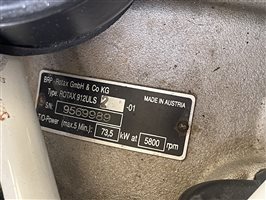 BRP-Rotax GmbH & Co KG
Type: ROTAX 912ULS 2 -01
S/N: 9569989 MADE IN AUSTRIA
T/O-Power (max.5 Min.): 73,5 kW at 5800 rpm